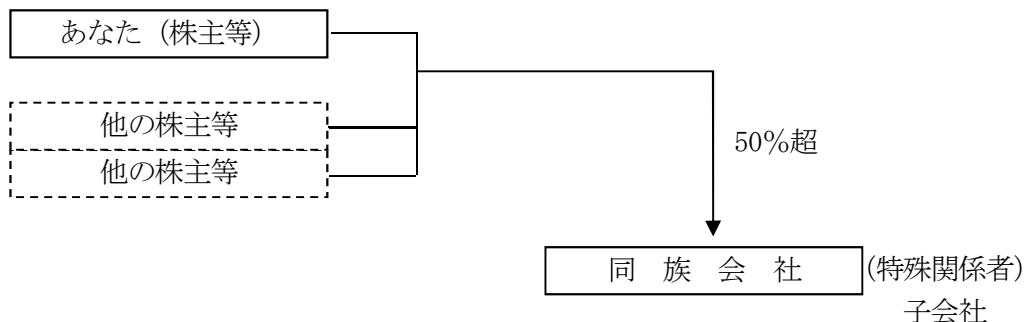 あなた（株主等）
他の株主等
他の株主等
50％超
同　族　会　社
（特殊関係者）
子会社